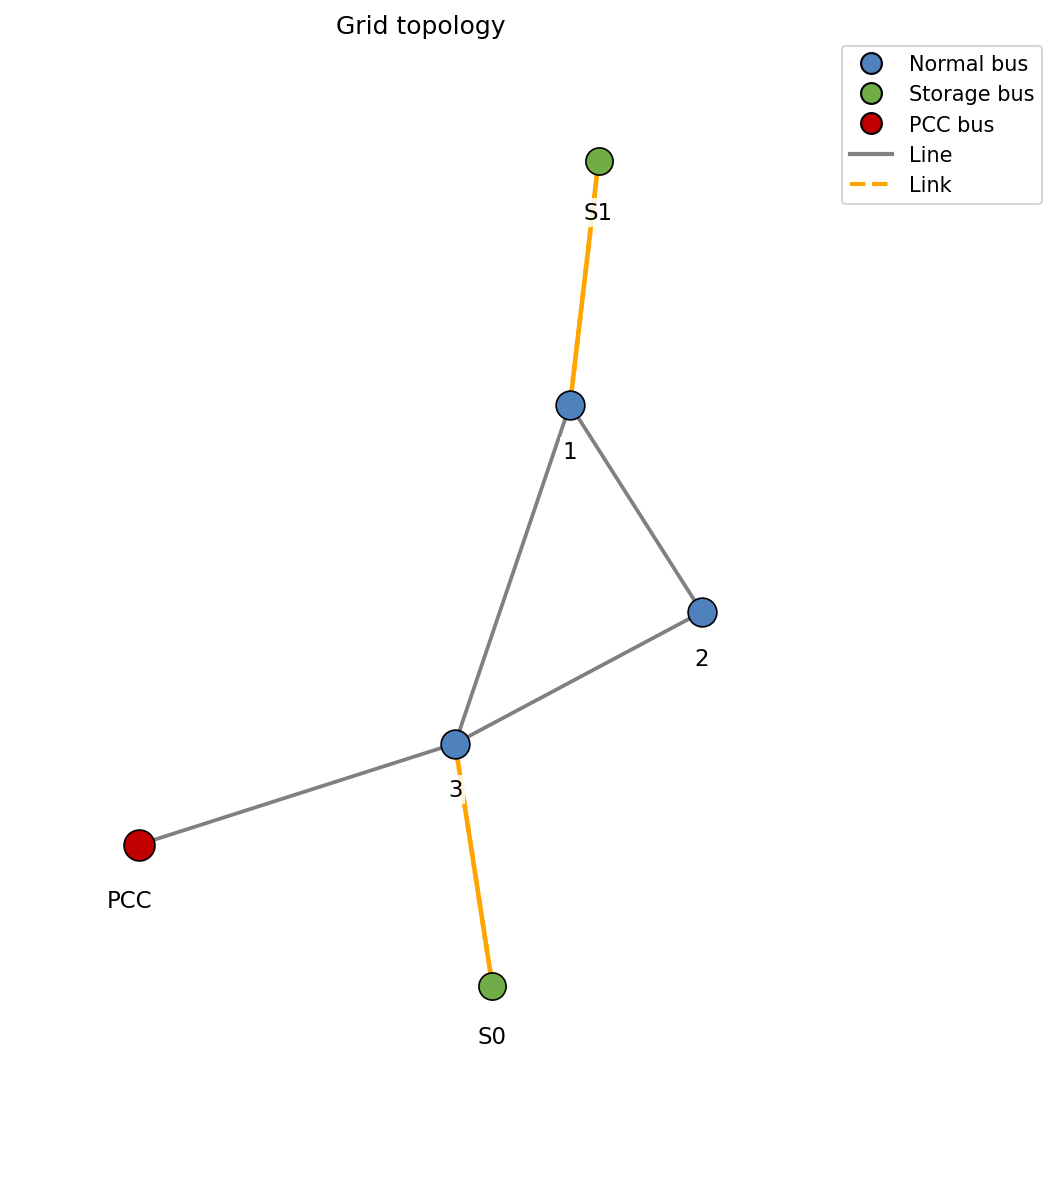 Grid topology
Normal bus
Storage bus
PCC bus
Line
Link
S1
1
2
3
PCC
S0